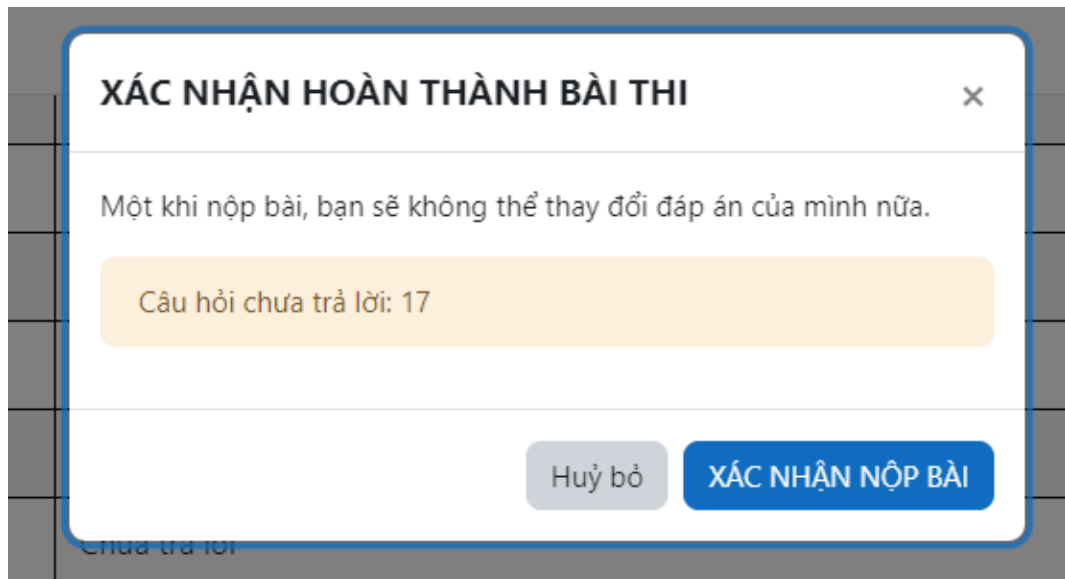 XÁC NHẬN HOÀN THÀNH BÀI THI
×
Một khi nộp bài, bạn sẽ không thể thay đổi đáp án của mình nữa.
Câu hỏi chưa trả lời: 17
Huỷ bỏ XÁC NHẬN NỘP BÀI
Chưa trả lời